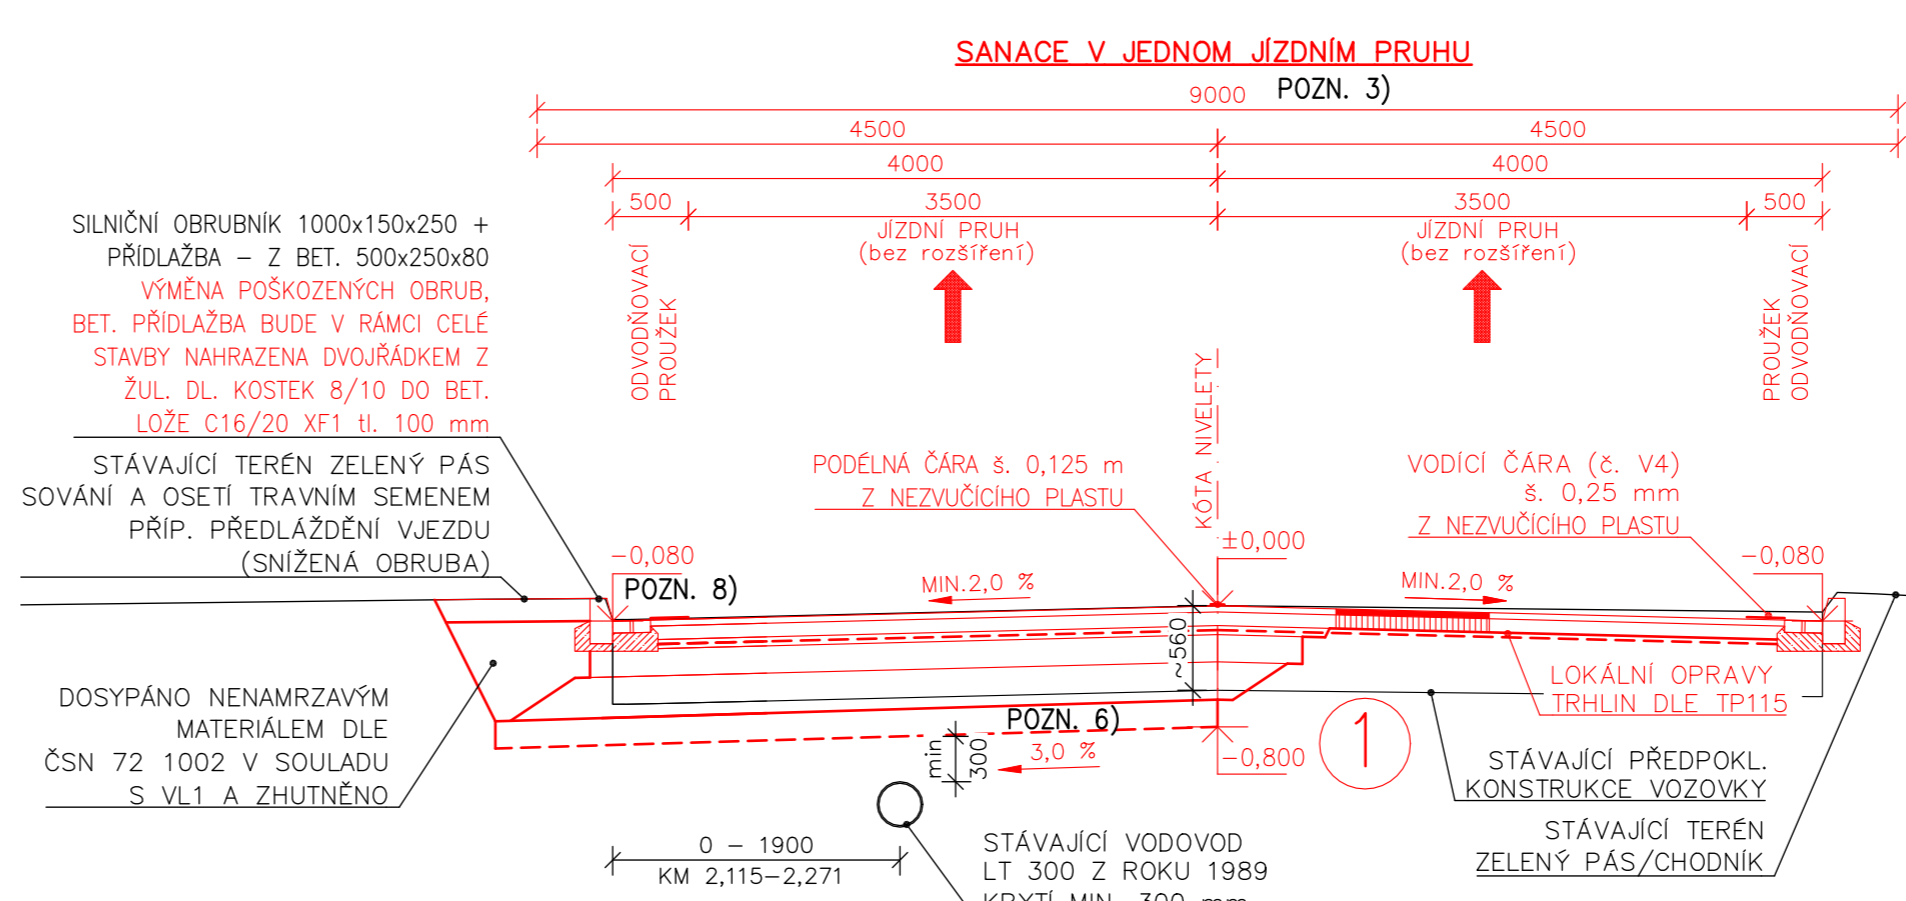 SANACE V JEDNOM JÍZDNÍM PRUHU
9000 POZN. 3)
4500 4500
4000 4000
500 3500 3500 500
JÍZDNÍ PRUH
(bez rozšíření)
JÍZDNÍ PRUH
(bez rozšíření)
ODVODŇOVACÍ
PROUŽEK
PROUŽEK
ODVODŇOVACÍ
SILNIČNÍ OBRUBNÍK 1000x150x250 +
PŘÍDLAŽBA – Z BET. 500x250x80
VÝMĚNA POŠKOZENÝCH OBRUB,
BET. PŘÍDLAŽBA BUDE V RÁMCI CELÉ
STAVBY NAHRAZENA DVOJŘÁDKEM Z
ŽUL. DL. KOSTEK 8/10 DO BET.
LOŽE C16/20 XF1 tl. 100 mm
STÁVAJÍCÍ TERÉN ZELENÝ PÁS
SOVÁNÍ A OSETÍ TRAVNÍM SEMENEM
PŘÍP. PŘEDLÁŽDĚNÍ VJEZDU
(SNÍŽENÁ OBRUBA)
KÓTA NIVELETY
PODÉLNÁ ČÁRA š. 0,125 m
Z NEZVUČÍCÍHO PLASTU
VODÍCÍ ČÁRA (č. V4)
š. 0,25 mm
Z NEZVUČÍCÍHO PLASTU
-0,080
±0,000
-0,080
POZN. 8)
MIN.2,0 %
MIN.2,0 %
~560
LOKÁLNÍ OPRAVY
TRHLIN DLE TP115
DOSYPÁNO NENAMRZAVÝM
MATERIÁLEM DLE
ČSN 72 1002 V SOULADU
S VL1 A ZHUTNĚNO
POZN. 6)
min
300
3,0 %
-0,800
1
STÁVAJÍCÍ PŘEDPOKL.
KONSTRUKCE VOZOVKY
STÁVAJÍCÍ TERÉN
ZELENÝ PÁS/CHODNÍK
0 – 1900
KM 2,115–2,271
STÁVAJÍCÍ VODOVOD
LT 300 Z ROKU 1989
KRYTÍ MIN. 300 mm